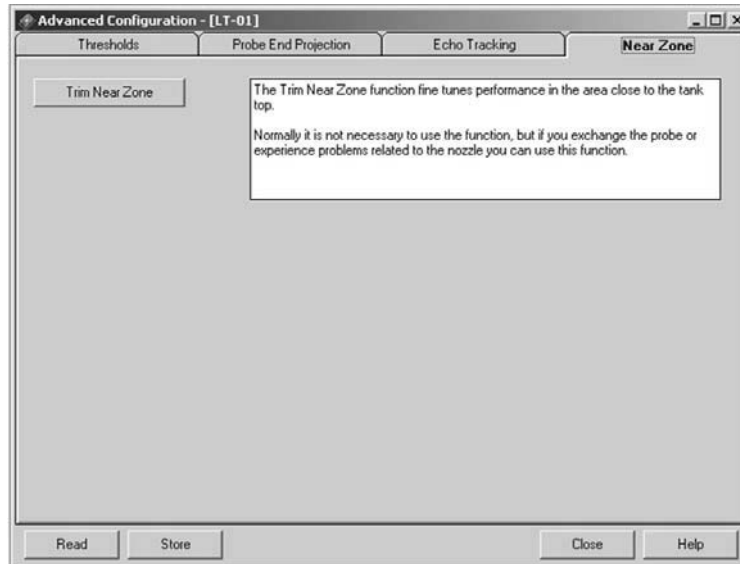 Advanced Configuration - [LT-01]
Thresholds
Probe End Projection
Echo Tracking
Near Zone
Trim Near Zone
The Trim Near Zone function fine tunes performance in the area close to the tank
top.
Normally it is not necessary to use the function, but if you exchange the probe or
experience problems related to the nozzle you can use this function.
Read
Store
Close
Help